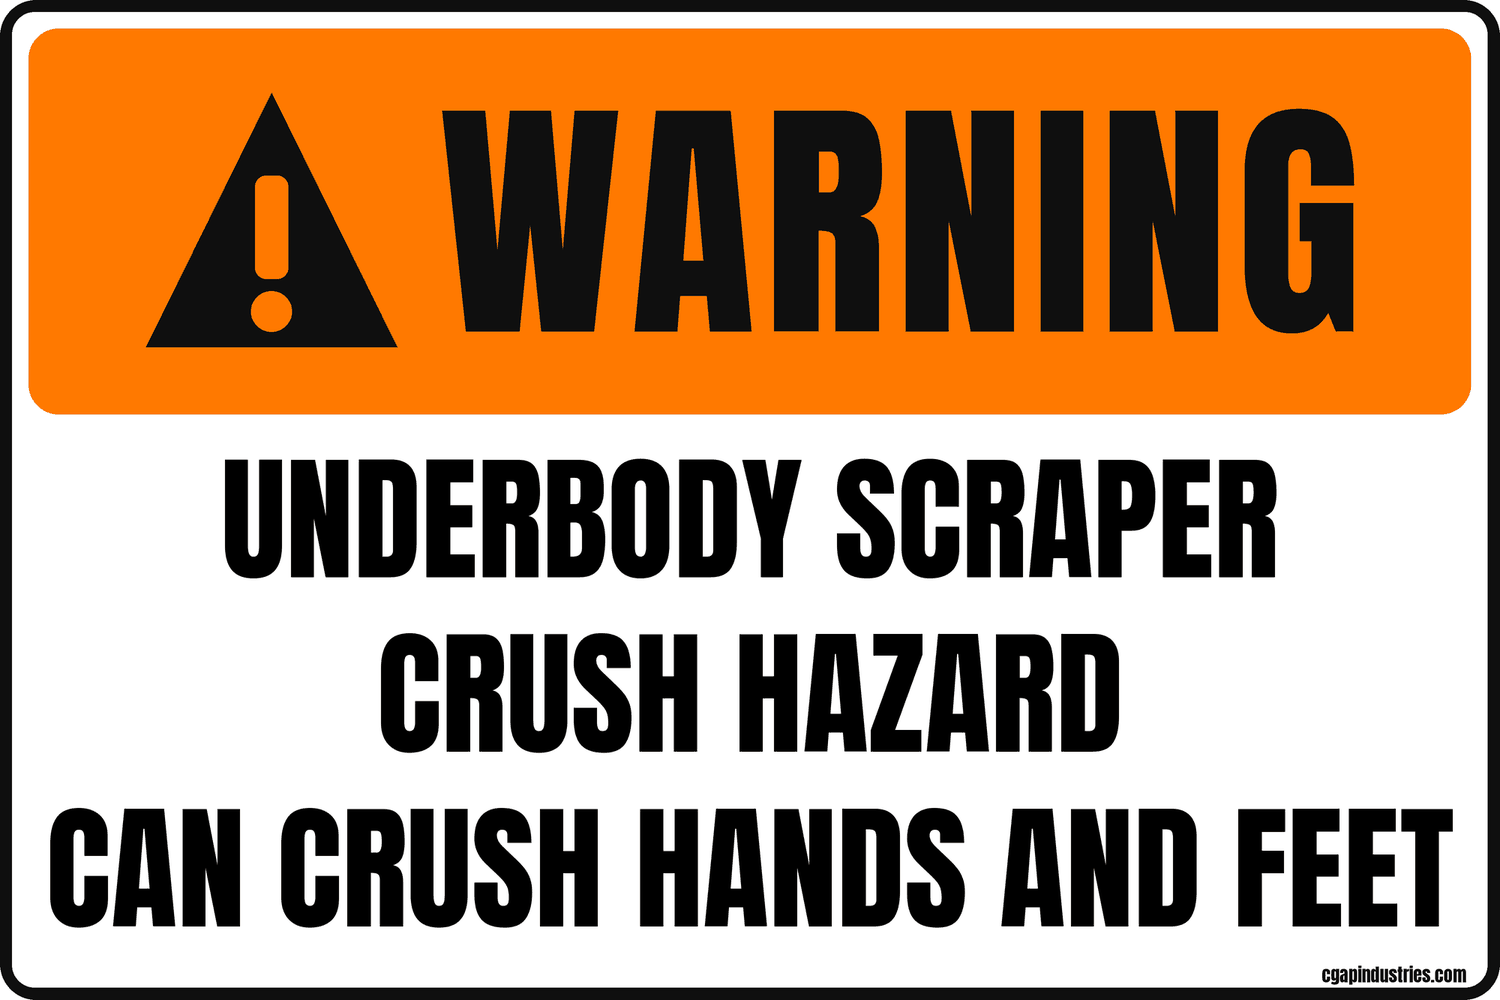 WARNING
UNDERBODY SCRAPER
CRUSH HAZARD
CAN CRUSH HANDS AND FEET
cgapindustries.com